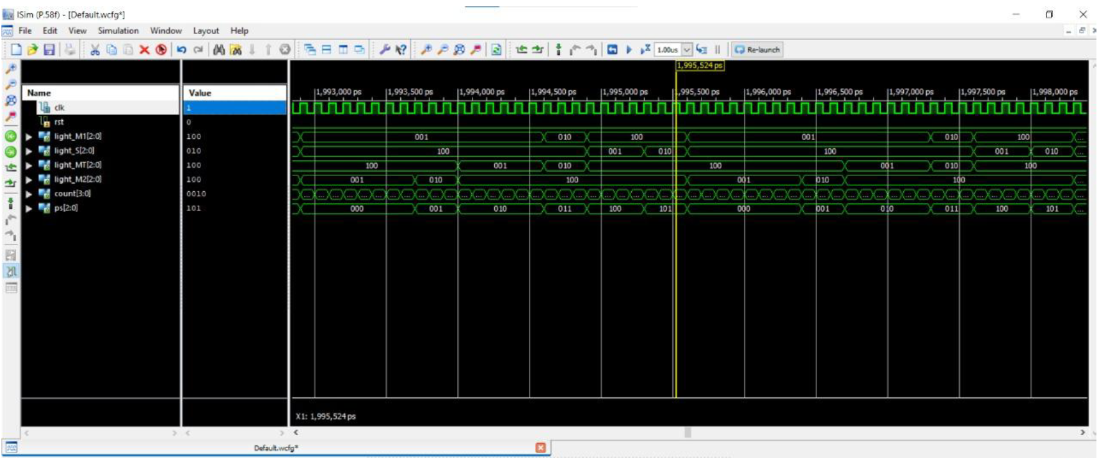 ISim (P.58f) - [Default.wcfg*]
File Edit View Simulation Window Layout Help
1.00us Re-launch
1,995,524 ps
Name Value
1,993,000 ps 1,993,500 ps 1,994,000 ps 1,994,500 ps 1,995,000 ps 1,995,500 ps 1,996,000 ps 1,996,500 ps 1,997,000 ps 1,997,500 ps 1,998,000 ps
clk 1
rst 0
light_M1[2:0] 100 001 010 100 001 010 100
light_S[2:0] 010 100 001 010 100 001 010
light_MT[2:0] 100 100 001 010 100 001 010 100
light_M2[2:0] 100 001 010 100 001 010 100
count[3:0] 0010
ps[2:0] 101 000 001 010 011 100 101 000 001 010 011 100 101
X1: 1,995,524 ps
Default.wcfg*